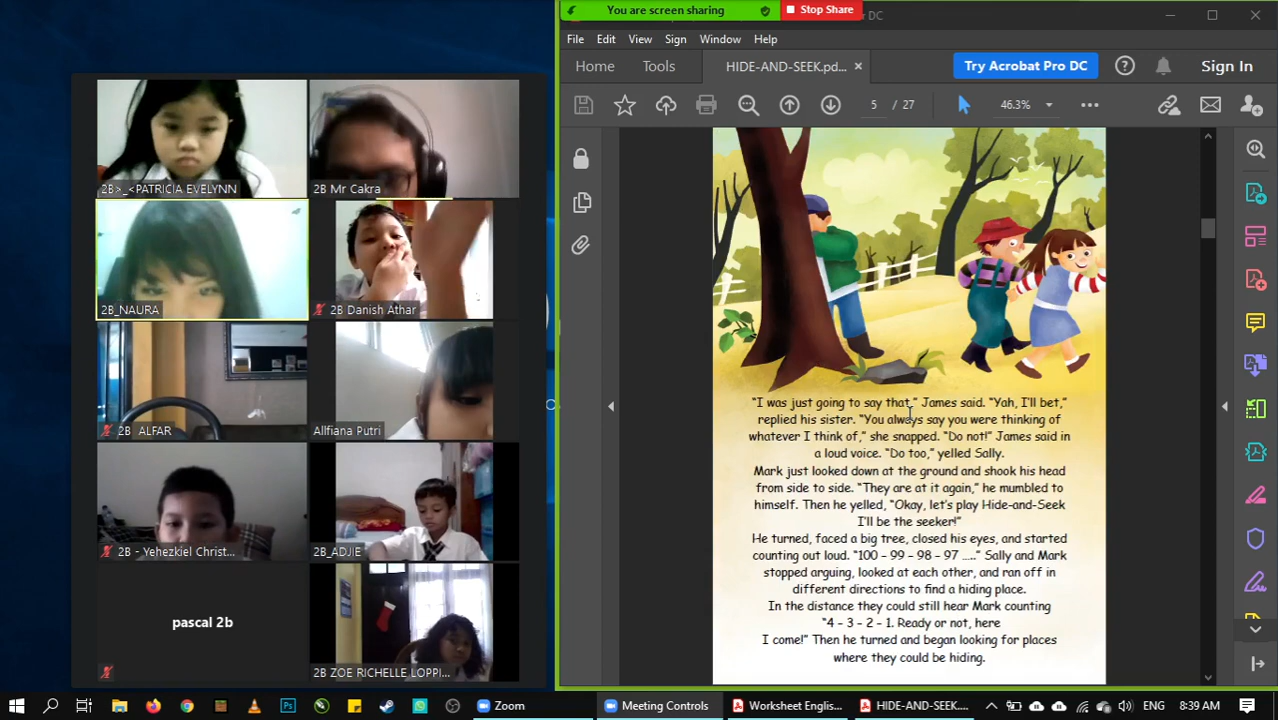 You are screen sharing
Stop Share
DC
File Edit View Sign Window Help
Home Tools HIDE-AND-SEEK.pd... ×
Try Acrobat Pro DC
Sign In
5 / 27
46.3%
2B>_<PATRICIA EVELYNN
2B Mr Cakra
2B_NAURA
2B Danish Athar
2B ALFAR
Allfiana Putri
2B - Yehezkiel Christ...
2B_ADJIE
pascal 2b
2B ZOE RICHELLE LOPPI...
“I was just going to say that,” James said. “Yah, I’ll bet,”
replied his sister. “You always say you were thinking of
whatever I think of,” she snapped. “Do not!” James said in
a loud voice. “Do too,” yelled Sally.
Mark just looked down at the ground and shook his head
from side to side. “They are at it again,” he mumbled to
himself. Then he yelled, “Okay, let’s play Hide-and-Seek
I’ll be the seeker!”
He turned, faced a big tree, closed his eyes, and started
counting out loud. “100 – 99 – 98 – 97 .....” Sally and Mark
stopped arguing, looked at each other, and ran off in
different directions to find a hiding place.
In the distance they could still hear Mark counting
“4 – 3 – 2 – 1. Ready or not, here
I come!” Then he turned and began looking for places
where they could be hiding.
Zoom
Meeting Controls
Worksheet Englis...
HIDE-AND-SEEK....
8:39 AM